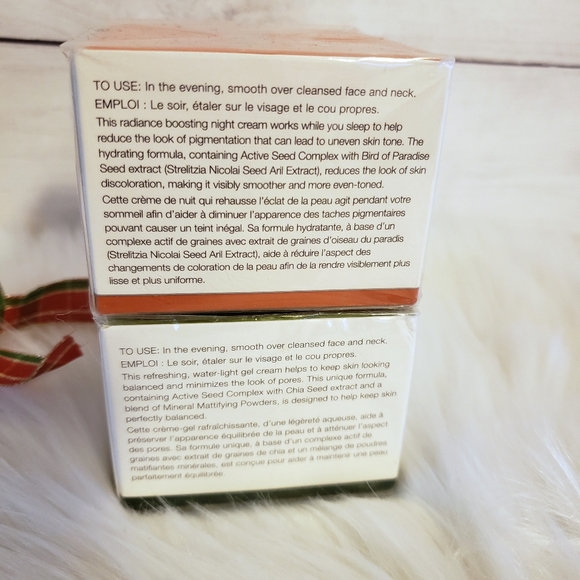 TO USE: In the evening, smooth over cleansed face and neck.
EMPLOI : Le soir, étaler sur le visage et le cou propres.
This radiance boosting night cream works while you sleep to help
reduce the look of pigmentation that can lead to uneven skin tone. The
hydrating formula, containing Active Seed Complex with Bird of Paradise
Seed extract (Strelitzia Nicolai Seed Aril Extract), reduces the look of skin
discoloration, making it visibly smoother and more even-toned.
Cette crème de nuit qui rehausse l'éclat de la peau agit pendant votre
sommeil afin d'aider à diminuer l'apparence des taches pigmentaires
pouvant causer un teint inégal. Sa formule hydratante, à base d'un
complexe actif de graines avec extrait de graines d'oiseau du paradis
(Strelitzia Nicolai Seed Aril Extract), aide à réduire l'aspect des
changements de coloration de la peau afin de la rendre visiblement plus
lisse et plus uniforme.
TO USE: In the evening, smooth over cleansed face and neck.
EMPLOI : Le soir, étaler sur le visage et le cou propres.
This refreshing, water-light gel cream helps to keep skin looking
balanced and minimizes the look of pores. This unique formula,
containing Active Seed Complex with Chia Seed extract and a
blend of Mineral Mattifying Powders, is designed to help keep skin
perfectly balanced.
Cette crème-gel rafraîchissante, d'une légèreté aqueuse, aide à
préserver l'apparence équilibrée de la peau et à atténuer l'aspect
des pores. Sa formule unique, à base d'un complexe actif de
graines avec extrait de graines de chia et un mélange de poudres
matifiantes minérales, est conçue pour aider à maintenir une peau
parfaitement équilibrée.